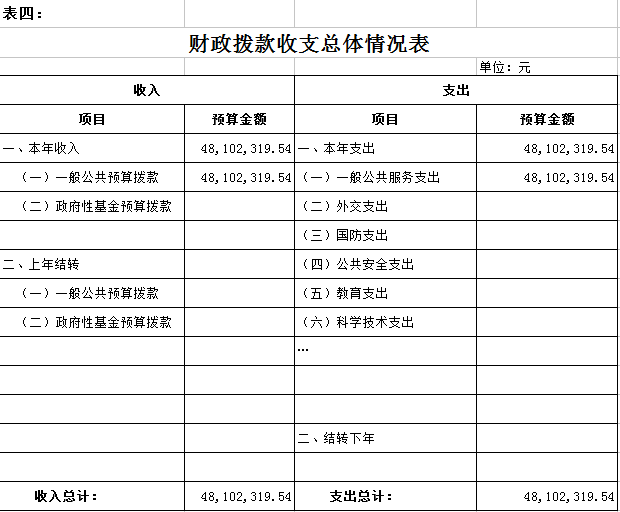 表四：
财政拨款收支总体情况表
单位：元
收入 支出
项目 预算金额 项目 预算金额
一、本年收入 48,102,319.54 一、本年支出 48,102,319.54
（一）一般公共预算拨款 48,102,319.54 （一）一般公共服务支出 48,102,319.54
（二）政府性基金预算拨款 （二）外交支出
（三）国防支出
二、上年结转 （四）公共安全支出
（一）一般公共预算拨款 （五）教育支出
（二）政府性基金预算拨款 （六）科学技术支出
…
二、结转下年
收入总计： 48,102,319.54 支出总计： 48,102,319.54